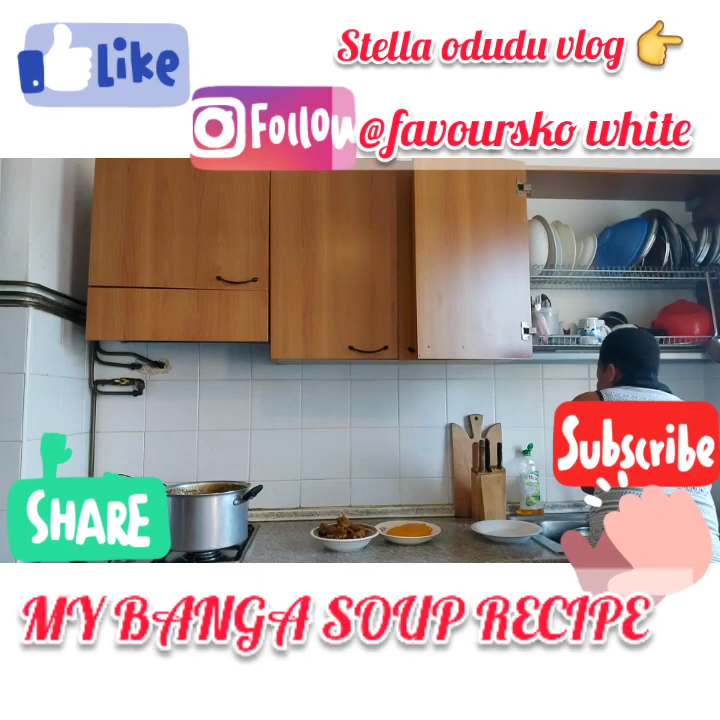 Like
Stella odudu vlog 👉
Follow
@favoursko white
Subscribe
SHARE
MY BANGA SOUP RECIPE